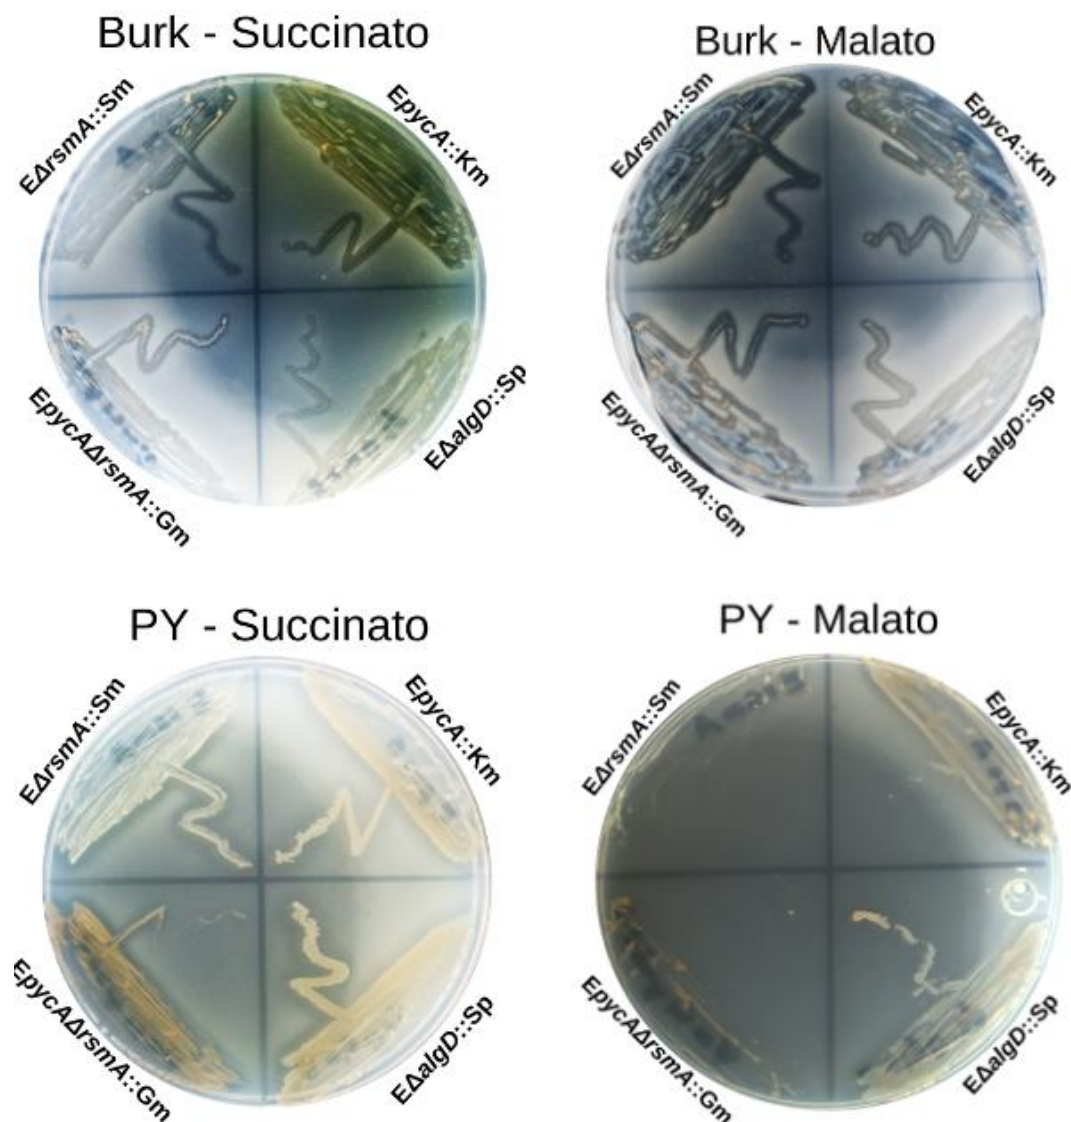 Burk - Succinato
EΔrsmA::Sm
EpycA::Km
EpycAΔrsmA::Gm
EΔalgD::Sp
Burk - Malato
EΔrsmA::Sm
EpycA::Km
EpycAΔrsmA::Gm
EΔalgD::Sp
PY - Succinato
EΔrsmA::Sm
EpycA::Km
EpycAΔrsmA::Gm
EΔalgD::Sp
PY - Malato
EΔrsmA::Sm
EpycA::Km
EpycAΔrsmA::Gm
EΔalgD::Sp